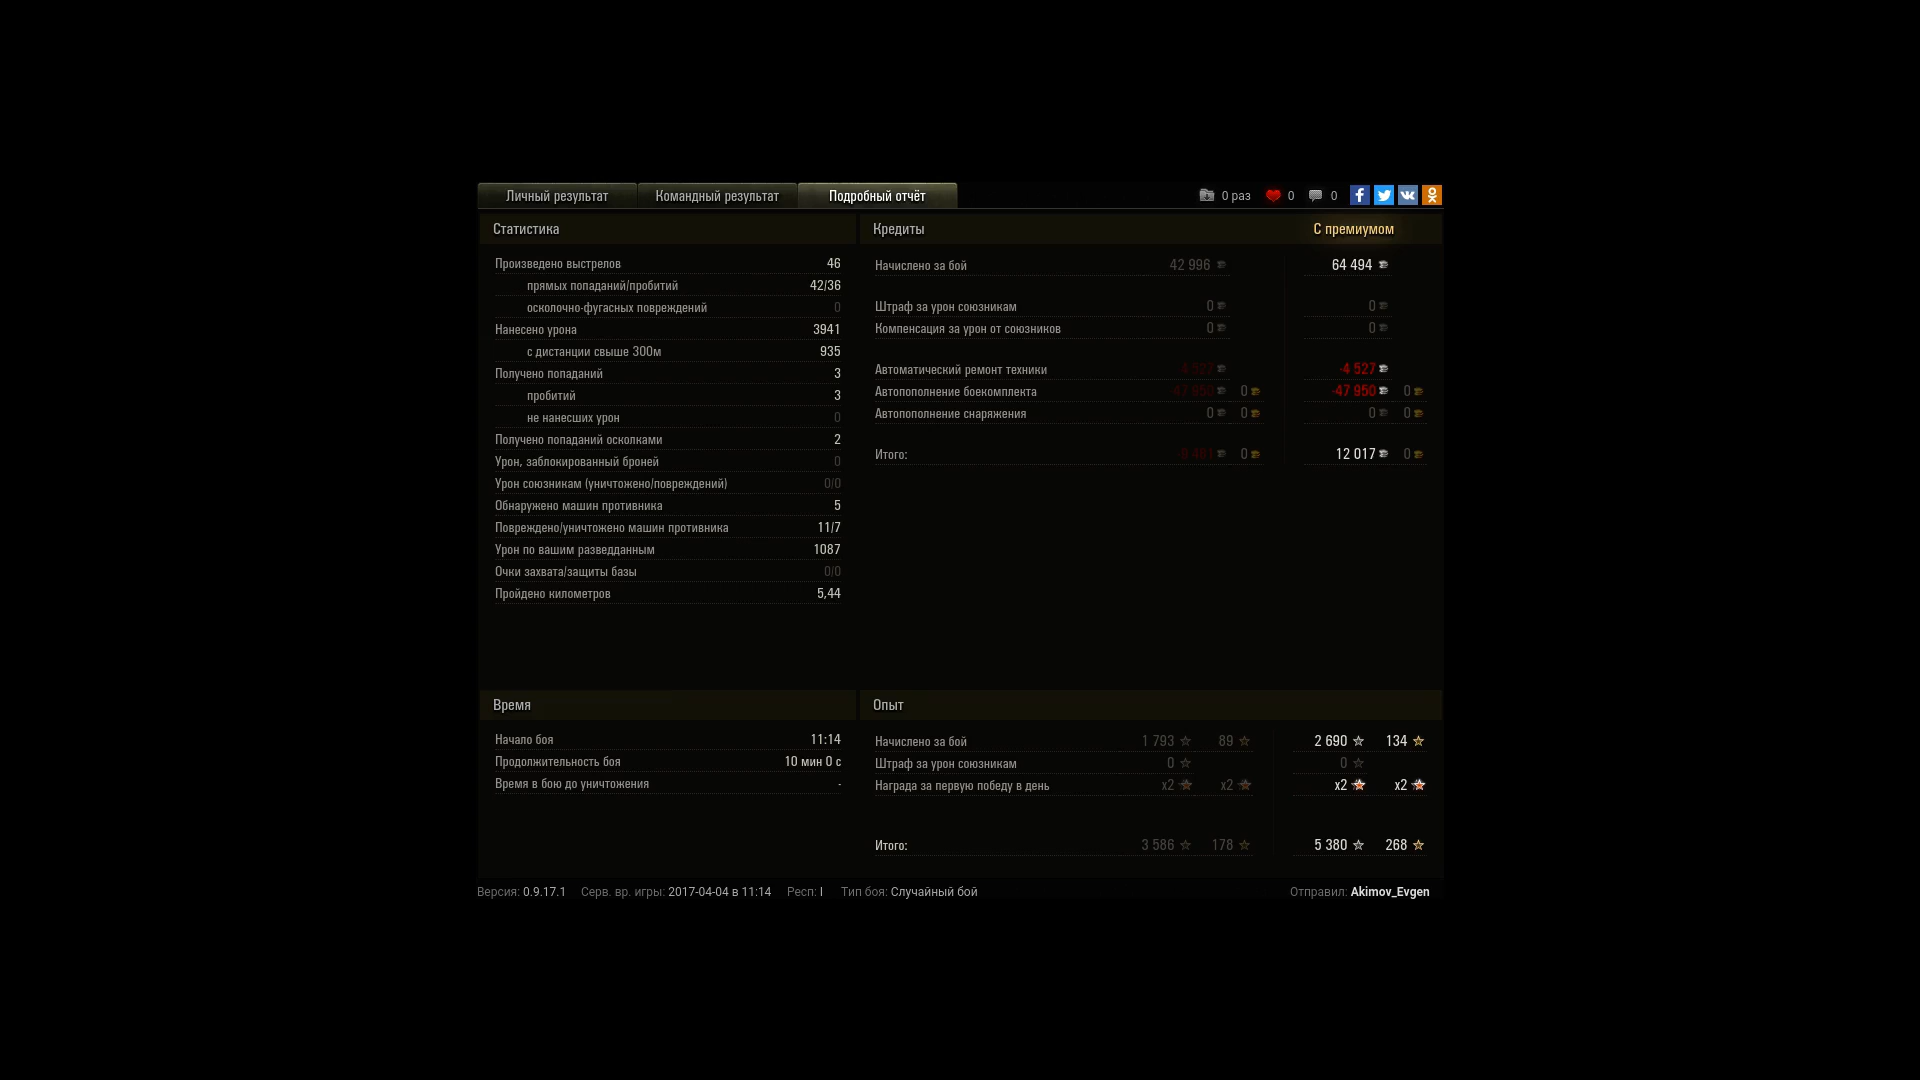 Личный результат Командный результат Подробный отчёт 0 раз 0 0
Статистика
Произведено выстрелов 46
прямых попаданий/пробитий 42/36
осколочно-фугасных повреждений 0
Нанесено урона 3941
с дистанции свыше 300м 935
Получено попаданий 3
пробитий 3
не нанесших урон 0
Получено попаданий осколками 2
Урон, заблокированный броней 0
Урон союзникам (уничтожено/повреждений) 0/0
Обнаружено машин противника 5
Повреждено/уничтожено машин противника 11/7
Урон по вашим разведданным 1087
Очки захвата/защиты базы 0/0
Пройдено километров 5,44
Кредиты С премиумом
Начислено за бой 42 996 64 494
Штраф за урон союзникам 0 0
Компенсация за урон от союзников 0 0
Автоматический ремонт техники -4 527 -4 527
Автопополнение боекомплекта -47 950 0 -47 950 0
Автопополнение снаряжения 0 0 0 0
Итого: 0 12 017 0
Время
Начало боя 11:14
Продолжительность боя 10 мин 0 с
Время в бою до уничтожения -
Опыт
Начислено за бой 1 793 89 2 690 134
Штраф за урон союзникам 0 0
Награда за первую победу в день x2 x2 x2 x2
Итого: 3 586 178 5 380 268
Версия: 0.9.17.1 Серв. вр. игры: 2017-04-04 в 11:14 Респ: I Тип боя: Случайный бой Отправил: Akimov_Evgen